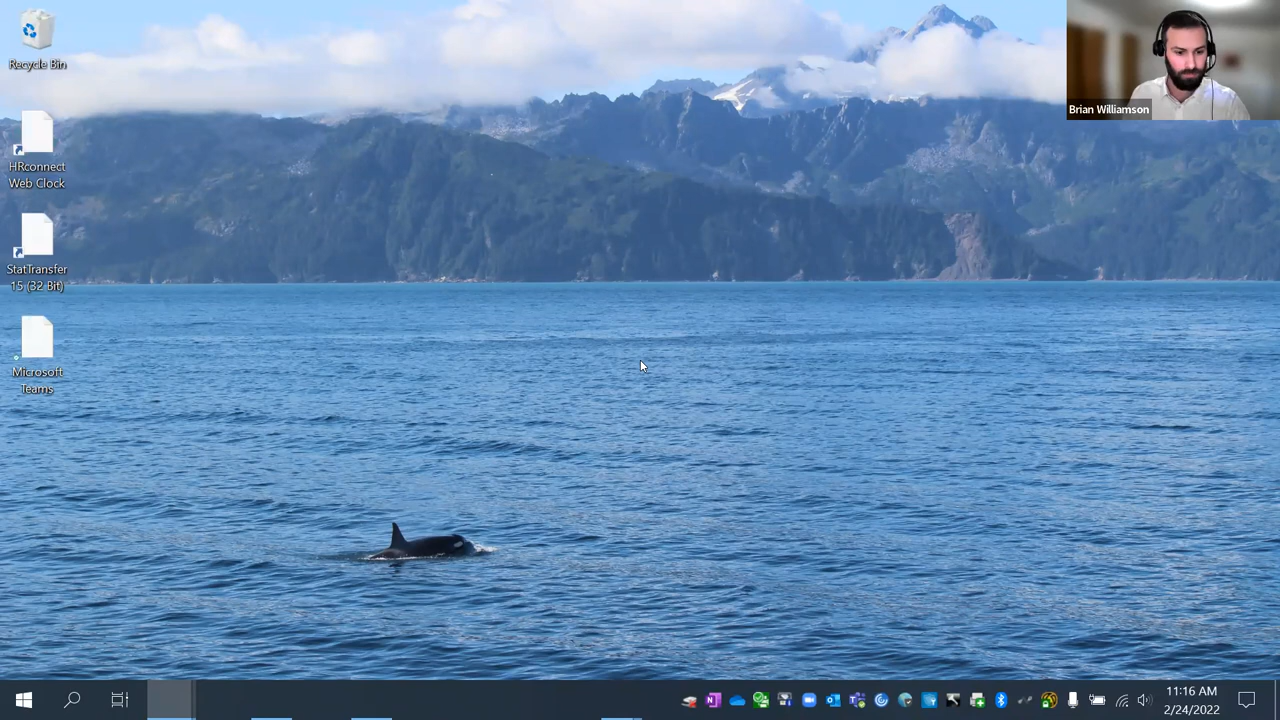 Recycle Bin
HRconnect
Web Clock
StatTransfer
15 (32 Bit)
Microsoft
Teams
Brian Williamson
11:16 AM
2/24/2022